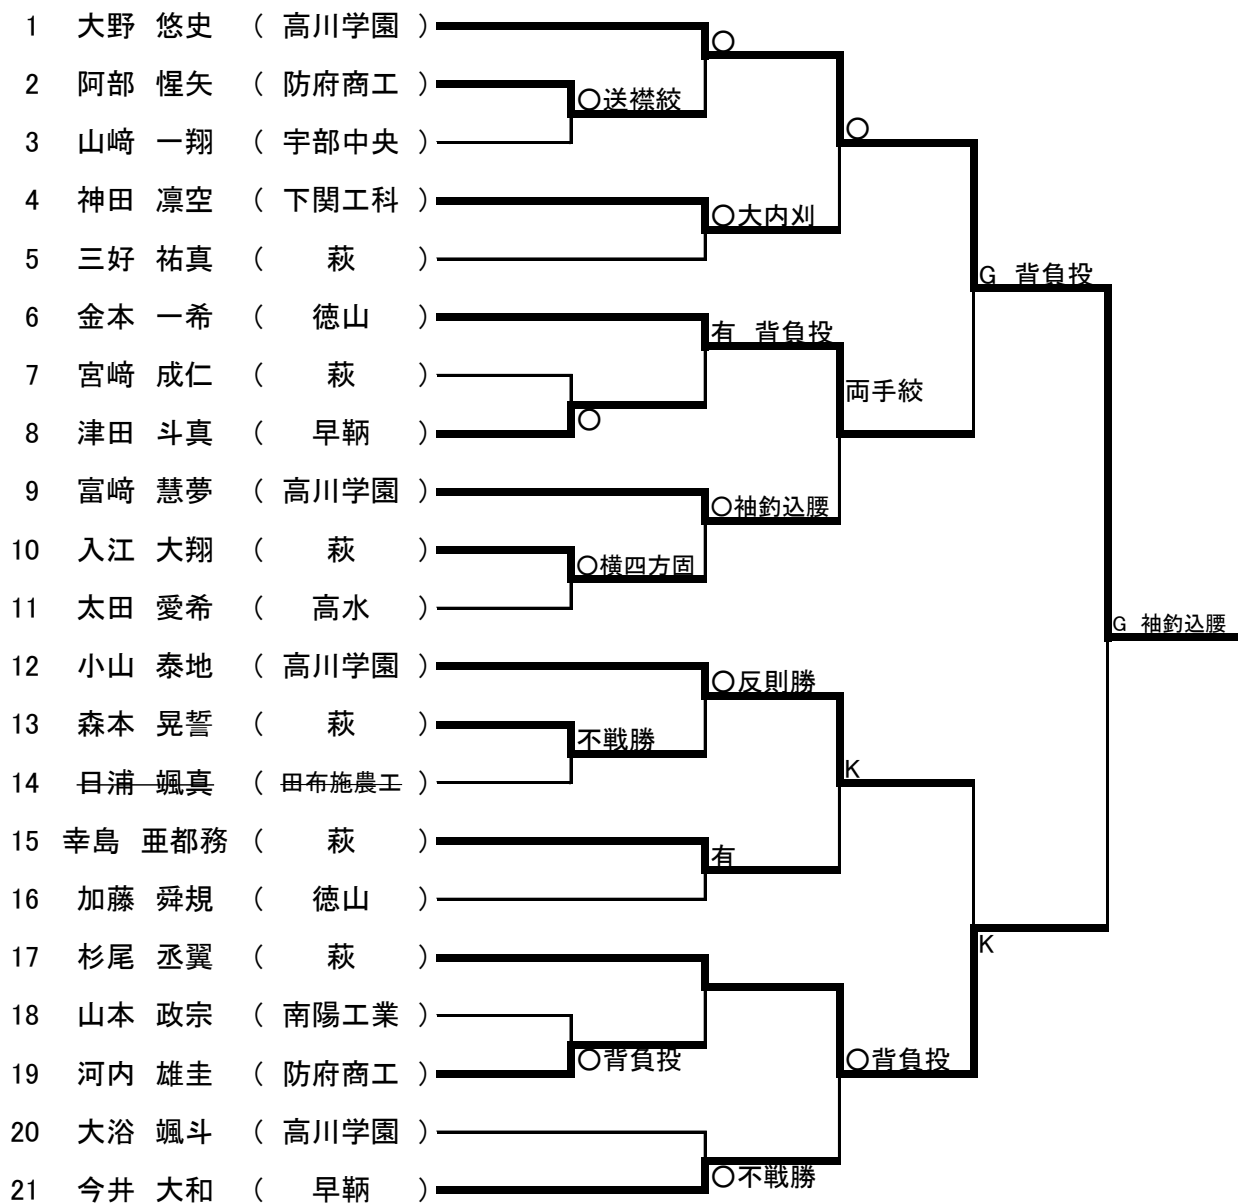 1 大野 悠史 ( 高川学園 )
〇
2 阿部 惺矢 ( 防府商工 )
〇送襟絞
3 山﨑 一翔 ( 宇部中央 )
〇
4 神田 凛空 ( 下関工科 )
〇大内刈
5 三好 祐真 ( 萩 )
G 背負投
6 金本 一希 ( 徳山 )
有 背負投
7 宮﨑 成仁 ( 萩 )
両手絞
8 津田 斗真 ( 早鞆 )
〇
9 富﨑 慧夢 ( 高川学園 )
〇袖釣込腰
10 入江 大翔 ( 萩 )
〇横四方固
11 太田 愛希 ( 高水 )
G 袖釣込腰
12 小山 泰地 ( 高川学園 )
〇反則勝
13 森本 晃誓 ( 萩 )
不戦勝
14 日浦 颯真 ( 田布施農工 )
K
15 幸島 亜都務 ( 萩 )
有
16 加藤 舜規 ( 徳山 )
K
17 杉尾 丞翼 ( 萩 )
18 山本 政宗 ( 南陽工業 )
〇背負投
〇背負投
19 河内 雄圭 ( 防府商工 )
20 大浴 颯斗 ( 高川学園 )
〇不戦勝
21 今井 大和 ( 早鞆 )